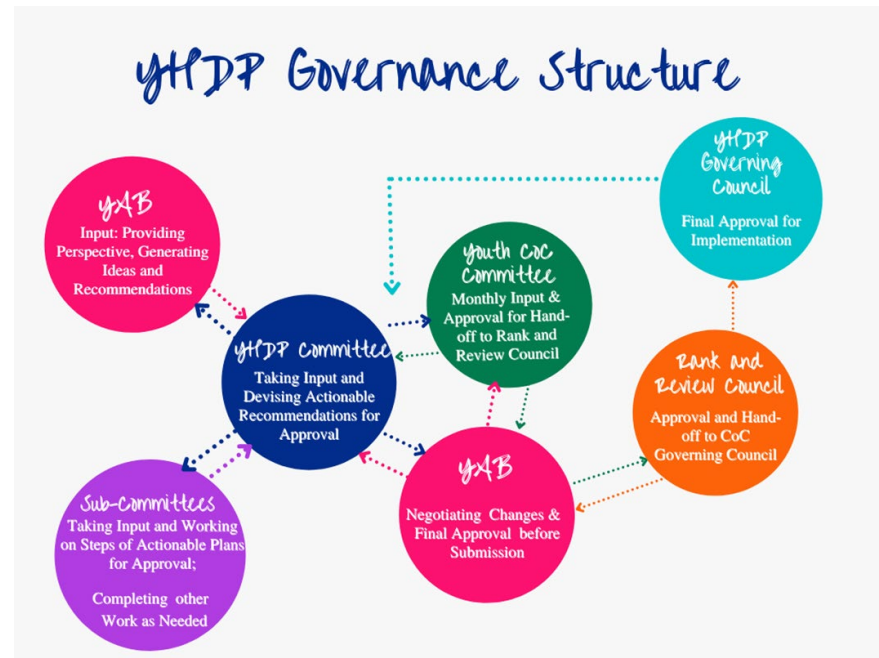 YHDP Governance Structure
YAB
Input: Providing
Perspective, Generating
Ideas and
Recommendations
YHDP Committee
Taking Input and
Devising Actionable
Recommendations for
Approval
Sub-Committees
Taking Input and Working
on Steps of Actionable Plans
for Approval;
Completing other
Work as Needed
Youth CoC
Committee
Monthly Input &
Approval for Hand-
off to Rank and
Review Council
YAB
Negotiating Changes &
Final Approval before
Submission
Rank and
Review Council
Approval and Hand-
off to CoC
Governing Council
YHDP
Governing
Council
Final Approval for
Implementation